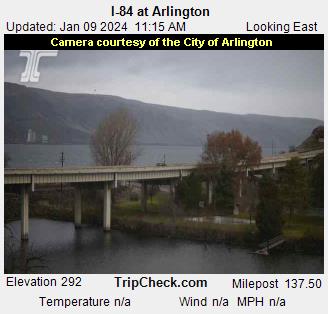 I-84 at Arlington
Updated: Jan 09 2024 11:15 AM Looking East
Camera courtesy of the City of Arlington
Elevation 292 TripCheck.com Milepost 137.50
Temperature n/a Wind n/a MPH n/a